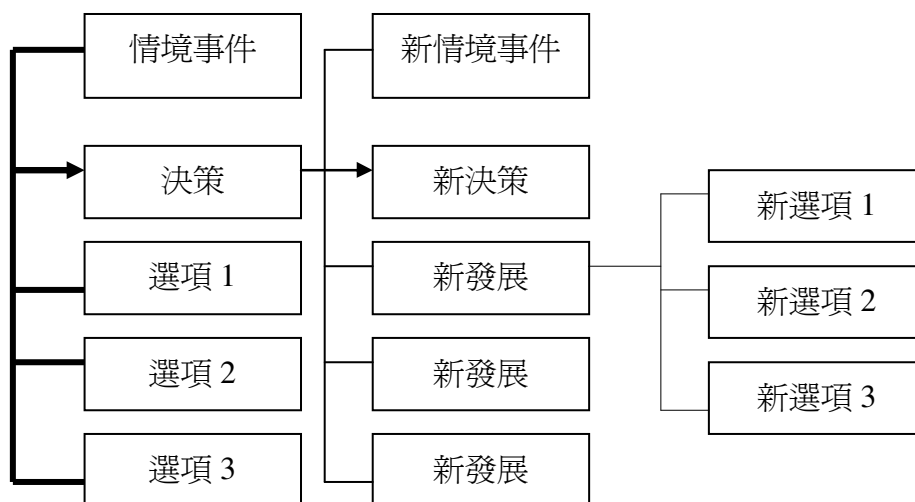 情境事件
決策
選項 1
選項 2
選項 3
新情境事件
新決策
新發展
新發展
新發展
新選項 1
新選項 2
新選項 3